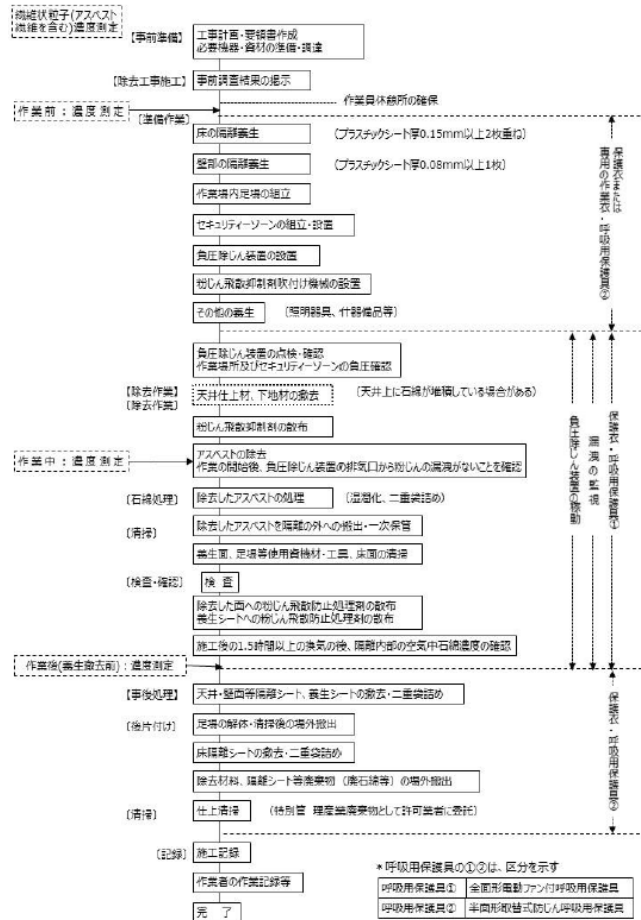 繊維状粒子(アスベスト
繊維を含む)濃度測定
【事前準備】
工事計画・要領書作成
必要機器・資材の準備・調達
【除去工事施工】
事前調査結果の掲示
作業員休憩所の確保
作業前：濃度測定
〔準備作業〕
床の隔離養生
(プラスチックシート厚0.15mm以上2枚重ね)
壁部の隔離養生
(プラスチックシート厚0.08mm以上1枚)
作業場内足場の組立
セキュリティーゾーンの組立・設置
負圧除じん装置の設置
粉じん飛散抑制剤吹付け機械の設置
その他の養生
〔照明器具、什器備品等〕
保護衣または
専用の作業衣・呼吸用保護具②
負圧除じん装置の点検・確認
作業場所及びセキュリティーゾーンの負圧確認
【除去作業】
〔除去作業〕
天井仕上材、下地材の撤去
〔天井上に石綿が堆積している場合がある〕
粉じん飛散抑制剤の散布
作業中：濃度測定
アスベストの除去
作業の開始後、負圧除じん装置の排気口から粉じんの漏洩がないことを確認
〔石綿処理〕
除去したアスベストの処理
〔湿潤化、二重袋詰め〕
〔清掃〕
除去したアスベストを隔離の外への搬出・一次保管
養生面、足場等使用資機材・工具、床面の清掃
〔検査・確認〕
検 査
除去した面への粉じん飛散防止処理剤の散布
養生シートへの粉じん飛散防止処理剤の散布
施工後の1.5時間以上の換気の後、隔離内部の空気中石綿濃度の確認
保護衣・呼吸用保護具①
漏洩の監視
負圧除じん装置の稼動
作業後(養生撤去前)：濃度測定
【事後処理】
天井・壁面等隔離シート、養生シートの撤去・二重袋詰め
〔後片付け〕
足場の解体・清掃後の場外搬出
床隔離シートの撤去・二重袋詰め
除去材料、隔離シート等廃棄物（廃石綿等）の場外搬出
〔清掃〕
仕上清掃
〔特別管 理産業廃棄物として許可業者に委託〕
保護衣・呼吸用保護具②
〔記録〕
施工記録
作業者の作業記録等
完 了
*呼吸用保護具の①②は、区分を示す
呼吸用保護具① 全面形電動ファン付呼吸用保護具
呼吸用保護具② 半面形取替式防じん呼吸用保護具